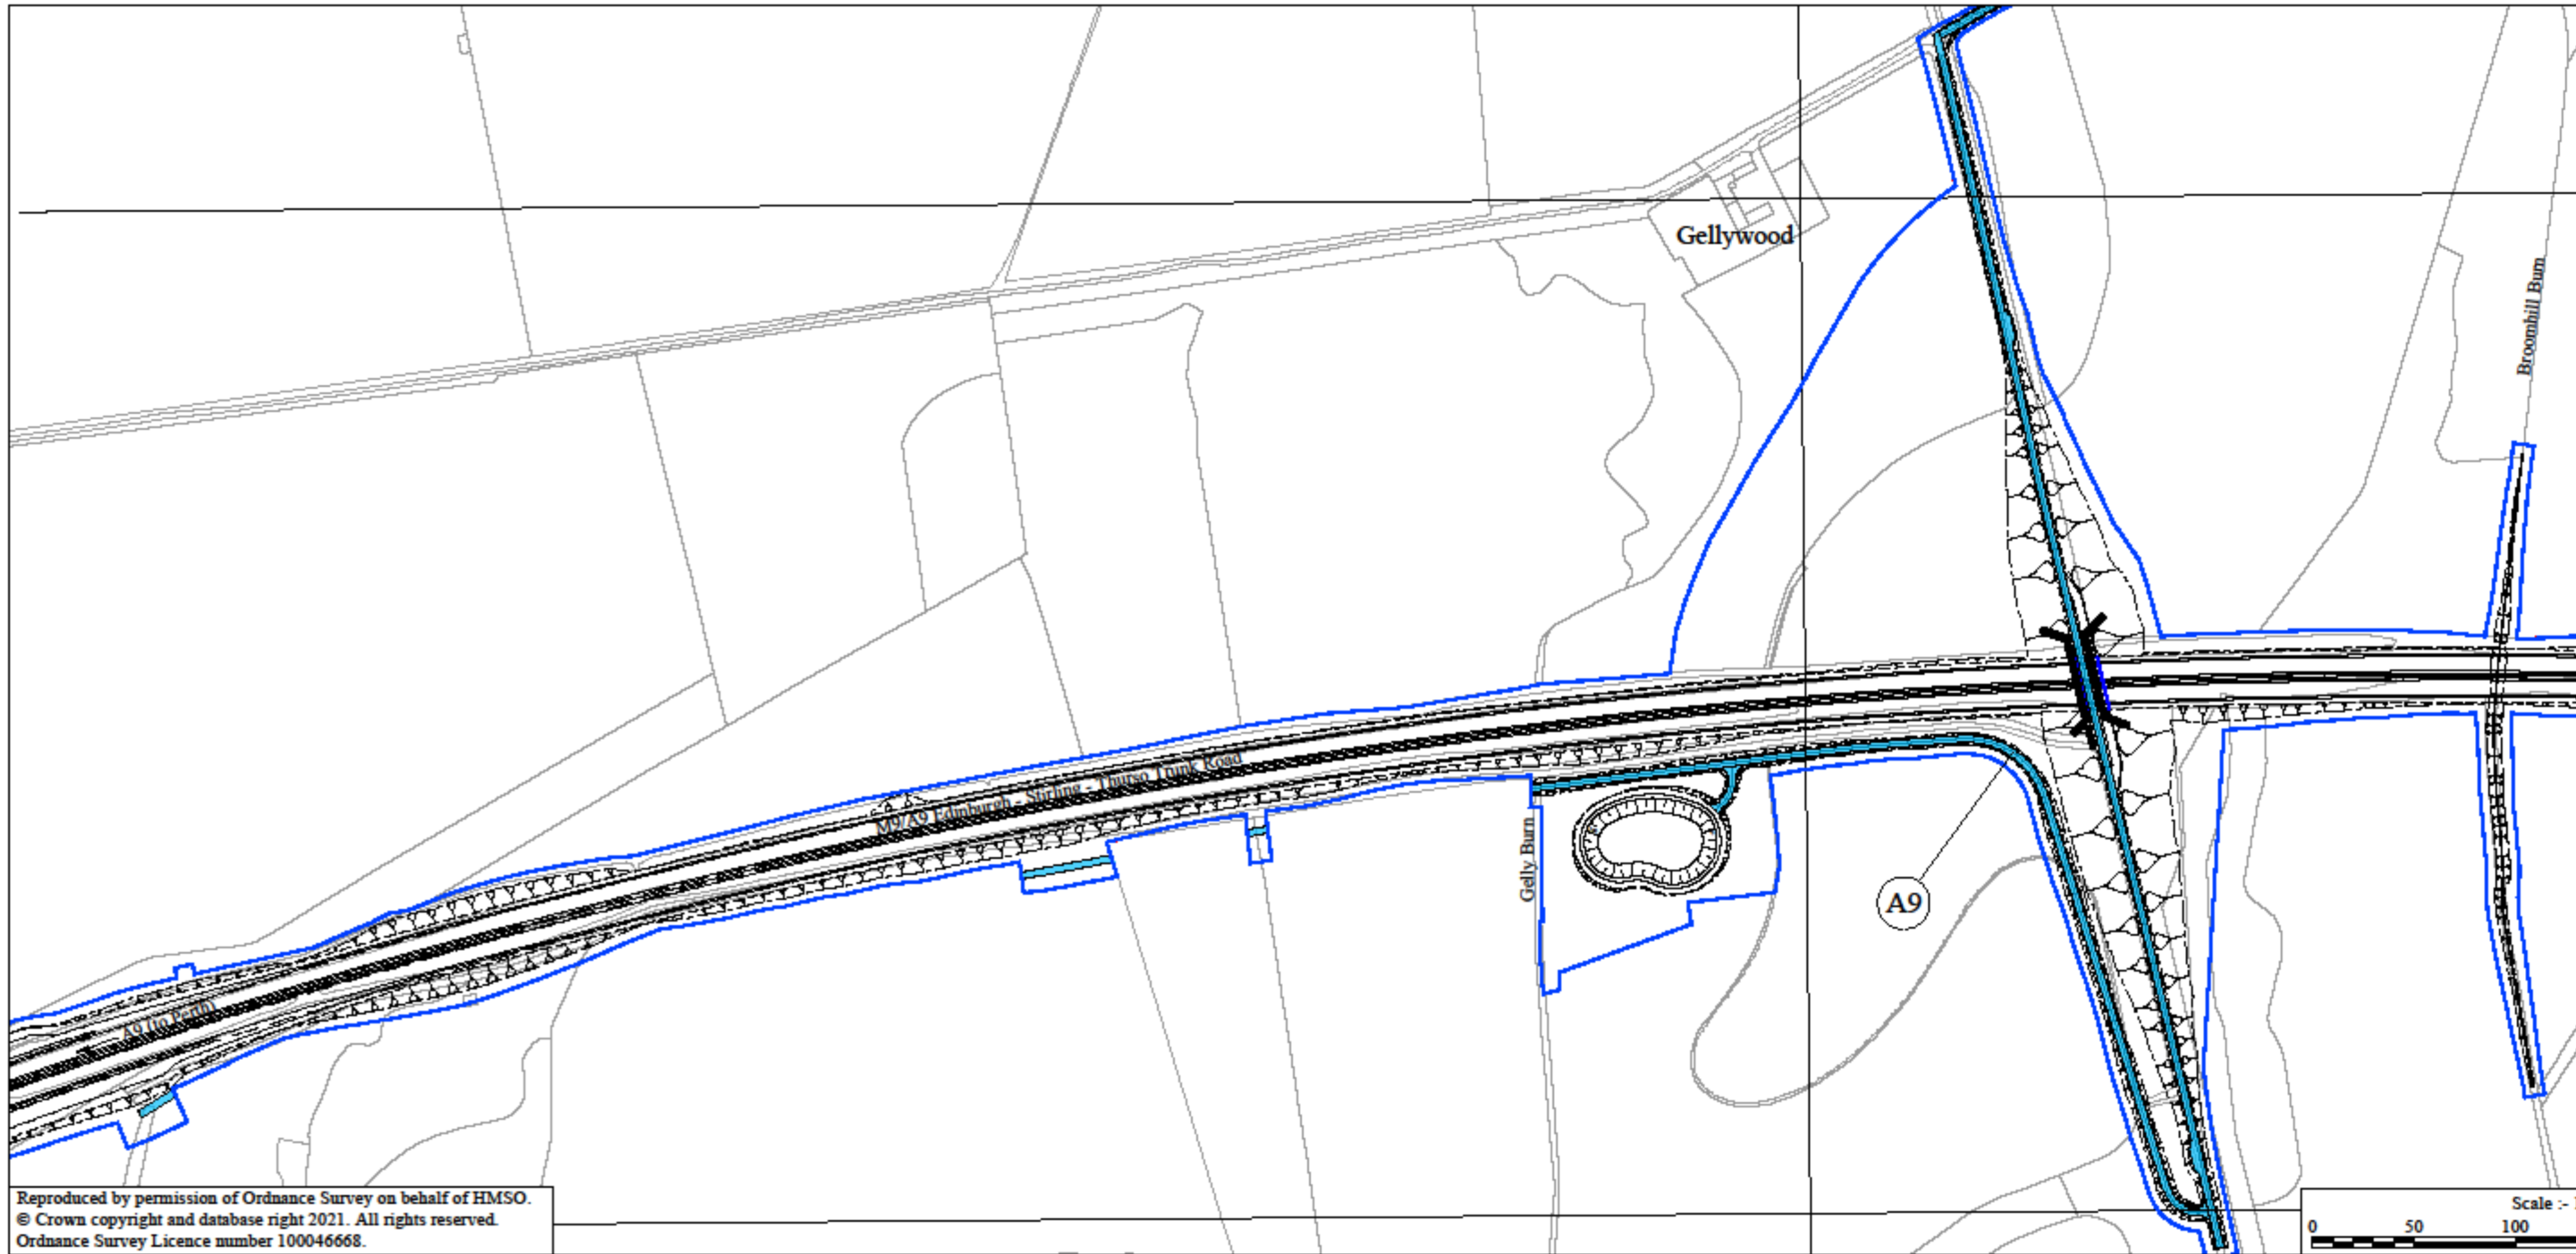 Gellywood
Broomhill Burn
M9/A9 Edinburgh - Stirling - Thurso Trunk Road
Gelly Burn
A9
A9 (to Perth)
Reproduced by permission of Ordnance Survey on behalf of HMSO.
© Crown copyright and database right 2021. All rights reserved.
Ordnance Survey Licence number 100046668.
Scale :-
0 50 100